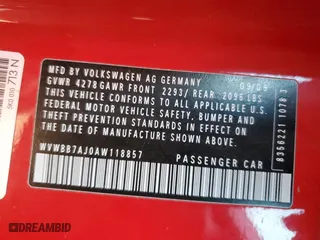 MFD BY VOLKSWAGEN AG GERMANY 09/09
GVWR 4278 GAWR FRONT 2293/ REAR 2095 LBS.
THIS VEHICLE CONFORMS TO ALL APPLICABLE
FEDERAL MOTOR VEHICLE SAFETY, BUMPER AND
THEFT PREVENTION STANDARDS IN EFFECT ON THE
DATE OF MANUFACTURE SHOWN ABOVE
WVWBB7AJ0AW118857 PASSENGER CAR
DREAMBID